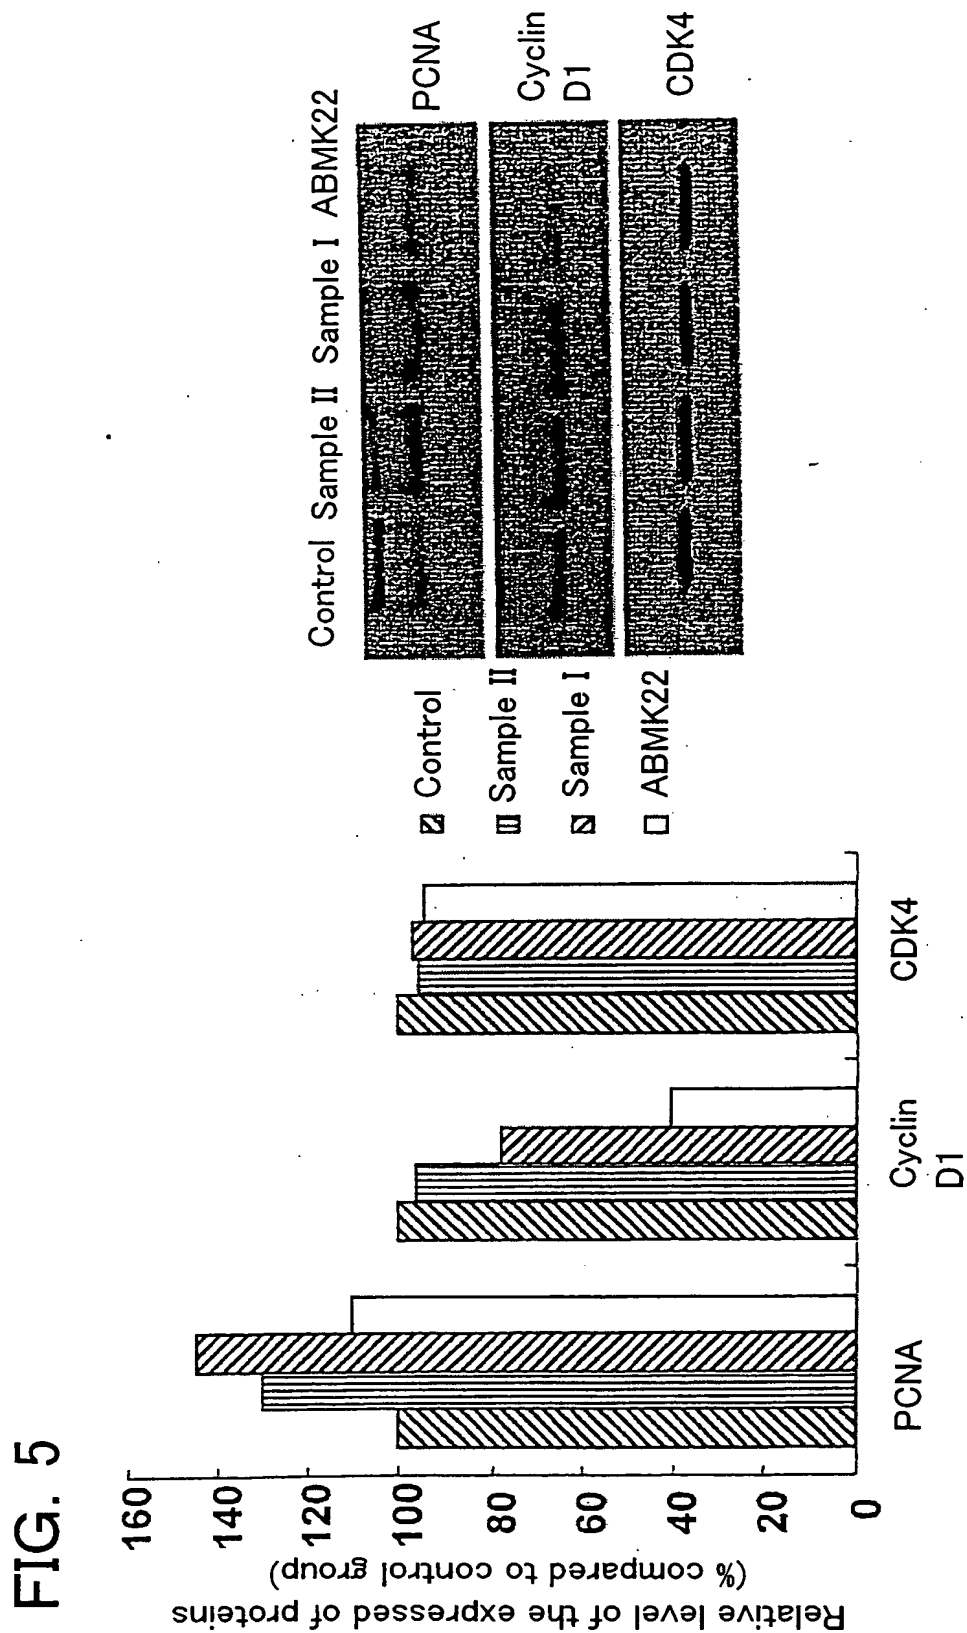 FIG. 5
Relative level of the expressed of proteins
(% compared to control group)
160
140
120
100
80
60
40
20
0
PCNA
Cyclin
D1
CDK4
Control
Sample II
Sample I
ABMK22
Control Sample II Sample I ABMK22
PCNA
Cyclin
D1
CDK4